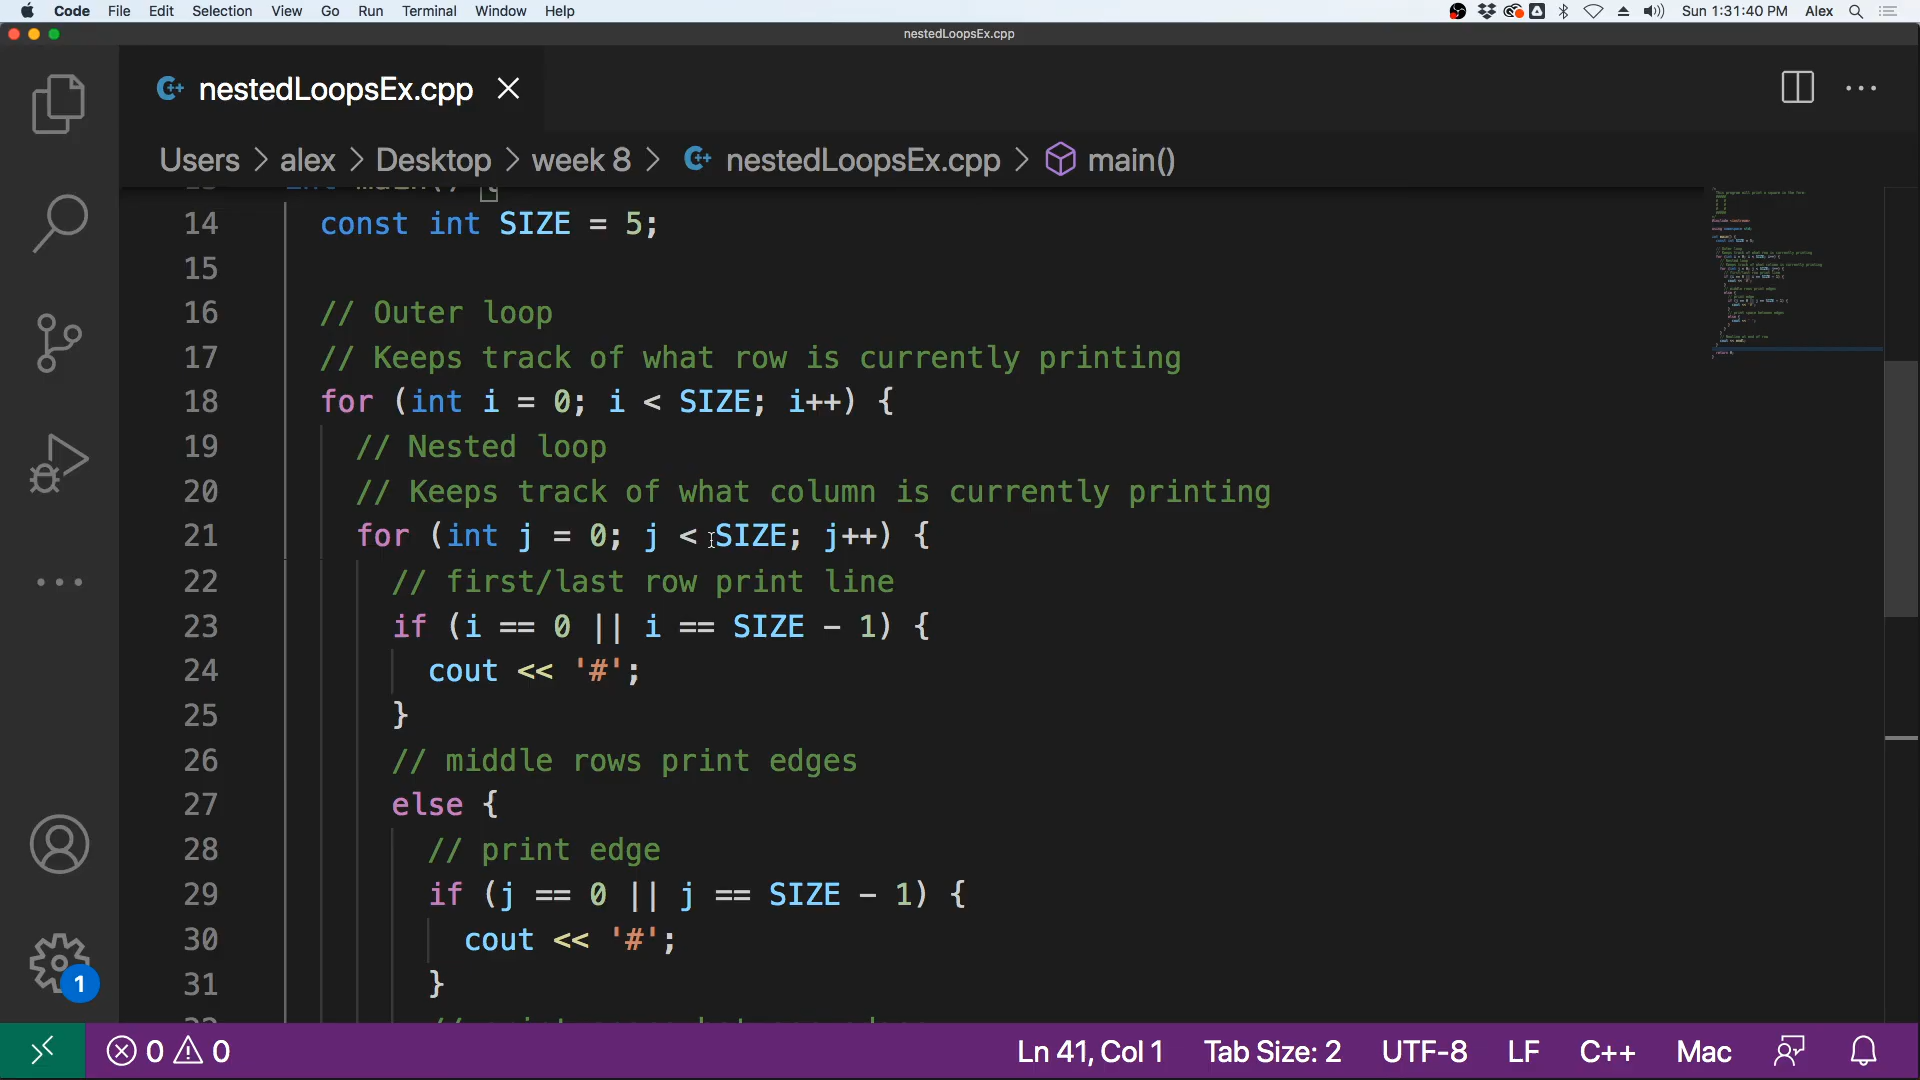 Code File Edit Selection View Go Run Terminal Window Help Sun 1:31:40 PM Alex
nestedLoopsEx.cpp
nestedLoopsEx.cpp
Users > alex > Desktop > week 8 > nestedLoopsEx.cpp > main()
14 const int SIZE = 5;
15
16 // Outer loop
17 // Keeps track of what row is currently printing
18 for (int i = 0; i < SIZE; i++) {
19 // Nested loop
20 // Keeps track of what column is currently printing
21 for (int j = 0; j < SIZE; j++) {
22 // first/last row print line
23 if (i == 0 || i == SIZE - 1) {
24 cout << '#';
25 }
26 // middle rows print edges
27 else {
28 // print edge
29 if (j == 0 || j == SIZE - 1) {
30 cout << '#';
31 }
1
0 0 Ln 41, Col 1 Tab Size: 2 UTF-8 LF C++ Mac